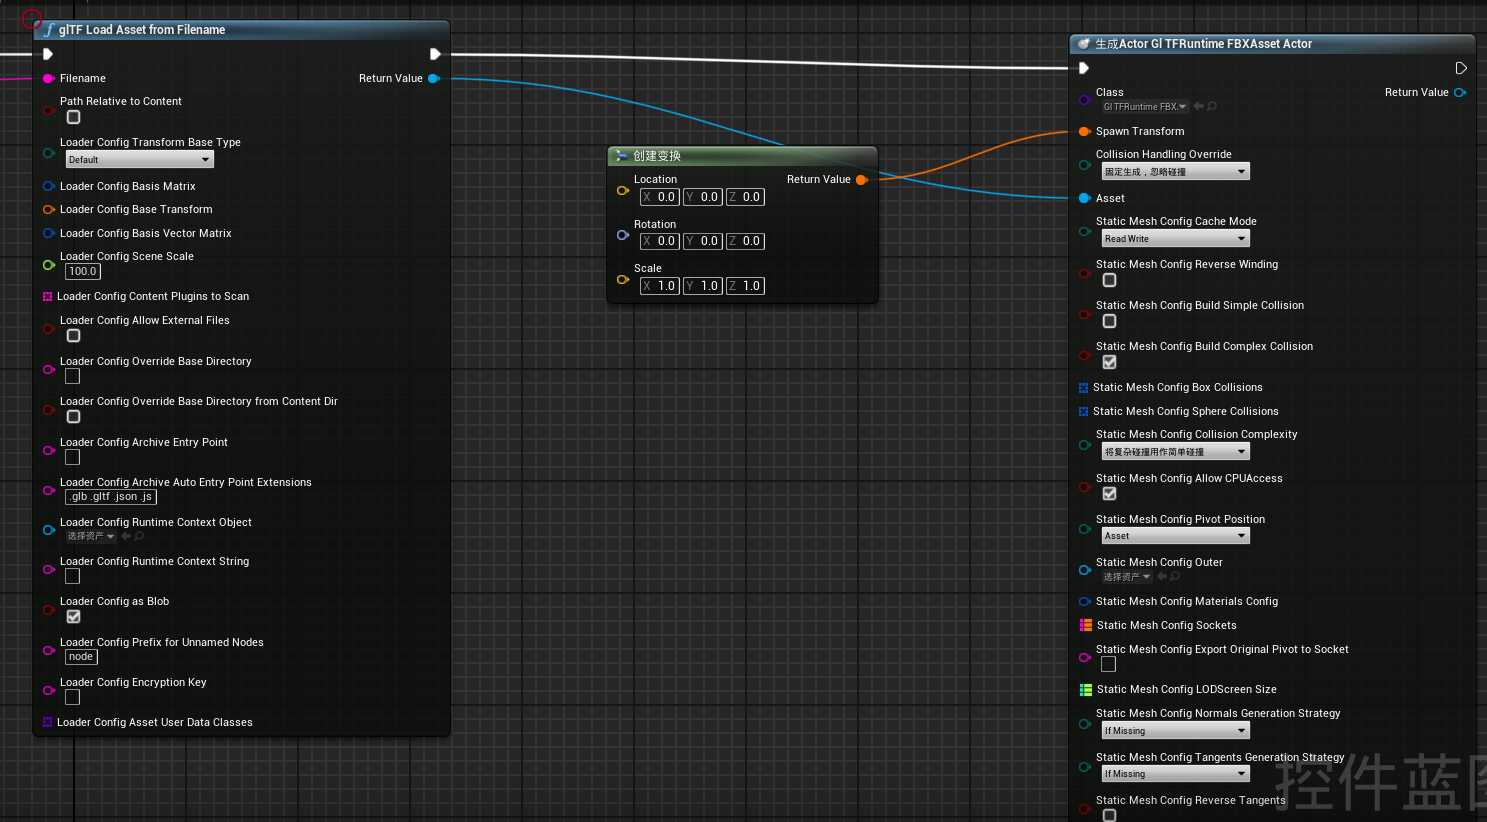 glTF Load Asset from Filename
Filename
Return Value
Path Relative to Content
Loader Config Transform Base Type
Default
Loader Config Basis Matrix
Loader Config Base Transform
Loader Config Basis Vector Matrix
Loader Config Scene Scale
100.0
Loader Config Content Plugins to Scan
Loader Config Allow External Files
Loader Config Override Base Directory
Loader Config Override Base Directory from Content Dir
Loader Config Archive Entry Point
Loader Config Archive Auto Entry Point Extensions
.glb .gltf .json .js
Loader Config Runtime Context Object
选择资产
Loader Config Runtime Context String
Loader Config as Blob
Loader Config Prefix for Unnamed Nodes
node
Loader Config Encryption Key
Loader Config Asset User Data Classes
创建变换
Location
Return Value
X 0.0 Y 0.0 Z 0.0
Rotation
X 0.0 Y 0.0 Z 0.0
Scale
X 1.0 Y 1.0 Z 1.0
生成Actor Gl TFRuntime FBXAsset Actor
Class
Return Value
Gl TFRuntime FBX.
Spawn Transform
Collision Handling Override
固定生成，忽略碰撞
Asset
Static Mesh Config Cache Mode
Read Write
Static Mesh Config Reverse Winding
Static Mesh Config Build Simple Collision
Static Mesh Config Build Complex Collision
Static Mesh Config Box Collisions
Static Mesh Config Sphere Collisions
Static Mesh Config Collision Complexity
将复杂碰撞用作简单碰撞
Static Mesh Config Allow CPUAccess
Static Mesh Config Pivot Position
Asset
Static Mesh Config Outer
选择资产
Static Mesh Config Materials Config
Static Mesh Config Sockets
Static Mesh Config Export Original Pivot to Socket
Static Mesh Config LODScreen Size
Static Mesh Config Normals Generation Strategy
If Missing
Static Mesh Config Tangents Generation Strategy
If Missing
Static Mesh Config Reverse Tangents
控件蓝图